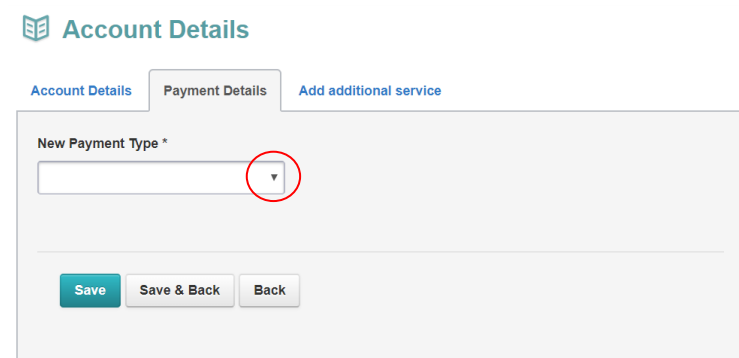 Account Details
Account Details Payment Details Add additional service
New Payment Type *
Save Save & Back Back